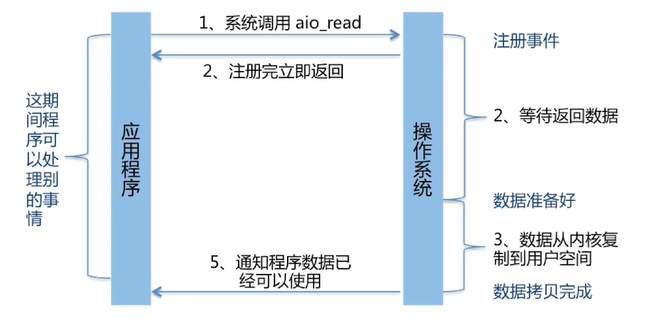 1、系统调用 aio_read
注册事件
2、注册完立即返回
这期
间程
序可
以处
理别
的事
情
应用程序
操作系统
2、等待返回数据
数据准备好
3、数据从内核复
制到用户空间
5、通知程序数据已
经可以使用
数据拷贝完成